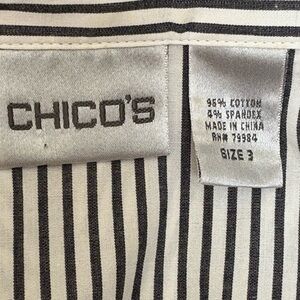 CHICO'S
96% COTTON
4% SPANDEX
MADE IN CHINA
RN# 79984
SIZE 3